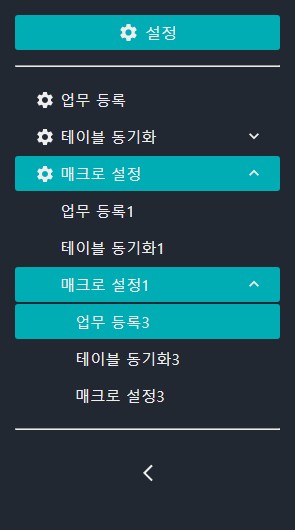 설정
업무 등록
테이블 동기화
매크로 설정
업무 등록1
테이블 동기화1
매크로 설정1
업무 등록3
테이블 동기화3
매크로 설정3